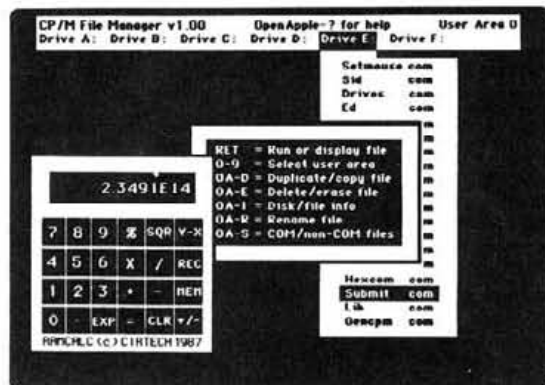 CP/M File Manager v1.00 OpenApple-? for help User Area 0
Drive A: Drive B: Drive C: Drive D: Drive E: Drive F:
Setmouse com
Sid com
Drives com
Ed com
RET = Run or display file
0-9 = Select user area
OA-D = Duplicate/copy file
OA-E = Delete/erase file
OA-I = Disk/file info
OA-R = Rename file
OA-S = COM/non-COM files
2.3491E14
7 8 9 % SQR Y-X
4 5 6 X / REC
1 2 3 + - MEM
0 . EXP = CLR +/-
RAMCALC (c) CIRTECH 1987
Hexcom com
Submit com
Lib com
Gencpm com